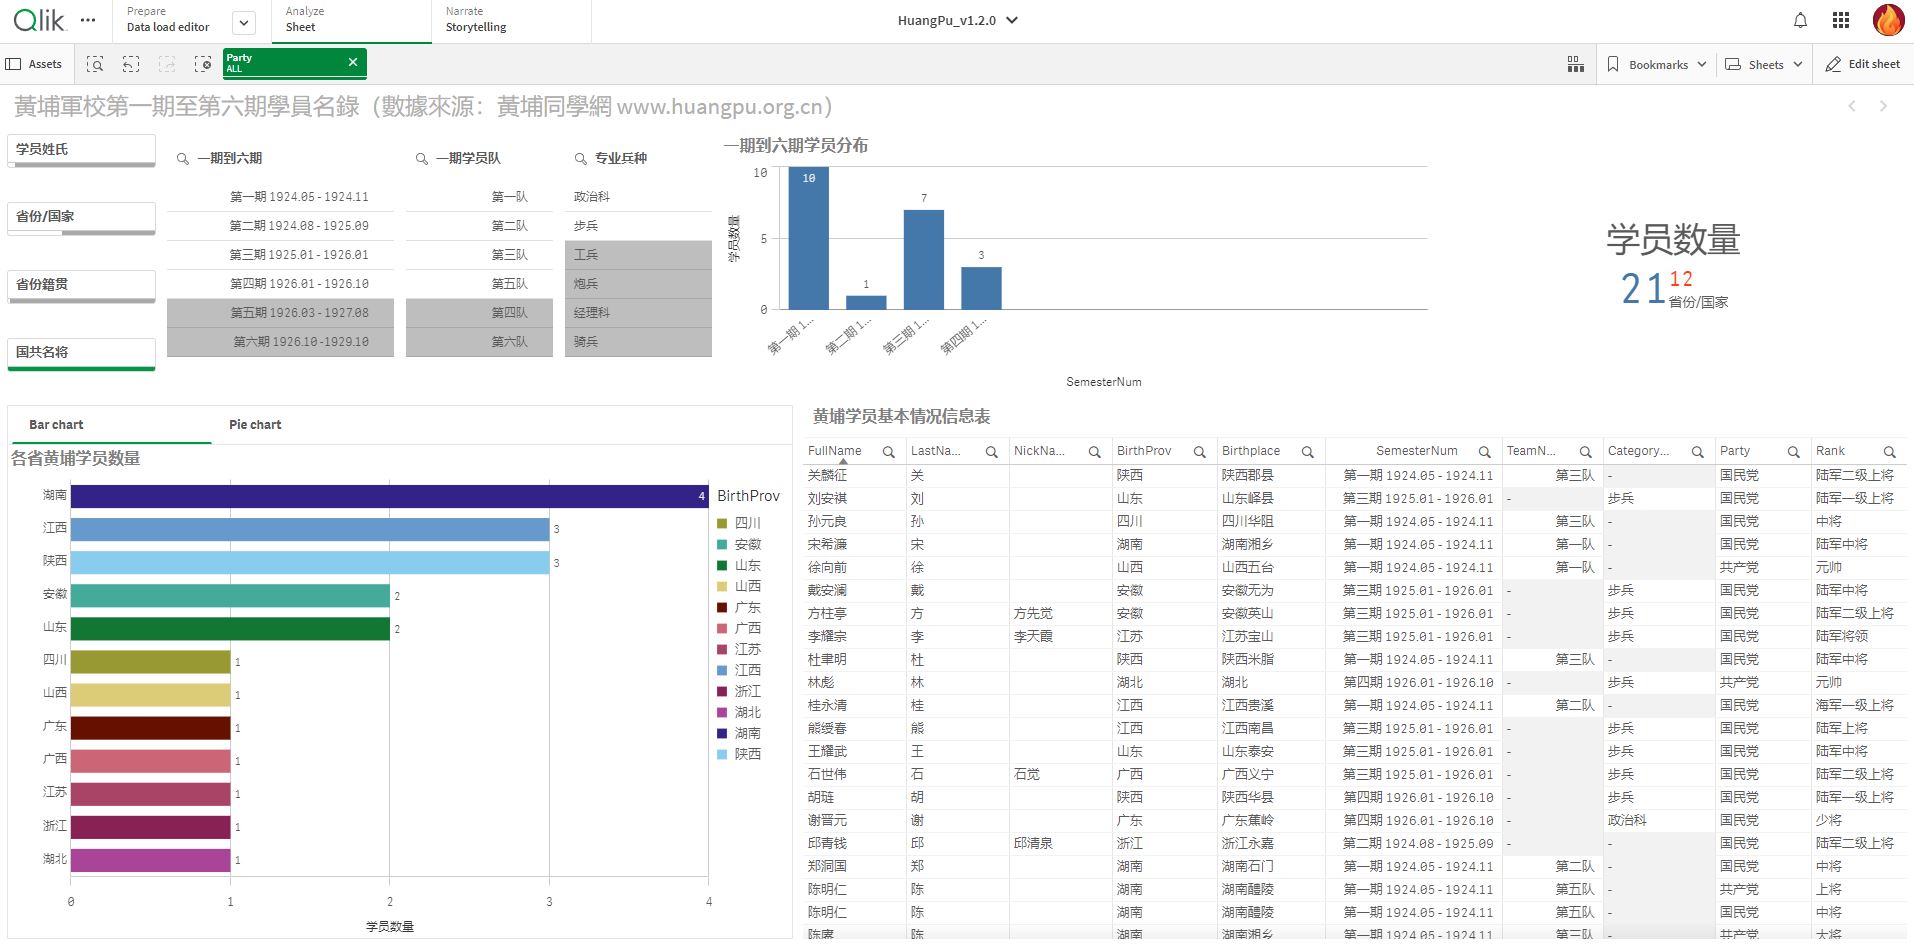 Qlik
Prepare
Data load editor
Analyze
Sheet
Narrate
Storytelling
HuangPu_v1.2.0
Assets
Party
ALL
Bookmarks
Sheets
Edit sheet
黃埔軍校第一期至第六期學員名錄（數據來源：黃埔同學網 www.huangpu.org.cn）
学员姓氏
省份/国家
省份籍贯
国共名将
一期到六期
第一期 1924.05 - 1924.11
第二期 1924.08 - 1925.09
第三期 1925.01 - 1926.01
第四期 1926.01 - 1926.10
第五期 1926.03 - 1927.08
第六期 1926.10 -1929.10
一期学员队
第一队
第二队
第三队
第五队
第四队
第六队
专业兵种
政治科
步兵
工兵
炮兵
经理科
骑兵
一期到六期学员分布
学员数量
10
5
0
10
1
7
3
第一期 1...
第二期 1...
第三期 1...
第四期 1...
SemesterNum
学员数量
21
12
省份/国家
Bar chart
Pie chart
各省黄埔学员数量
湖南 4
江西 3
陕西 3
安徽 2
山东 2
四川 1
山西 1
广东 1
广西 1
江苏 1
浙江 1
湖北 1
0 1 2 3 4
学员数量
BirthProv
四川
安徽
山东
山西
广东
广西
江苏
江西
浙江
湖北
湖南
陕西
黄埔学员基本情况信息表
FullName LastNa... NickNa... BirthProv Birthplace SemesterNum TeamN... Category... Party Rank
关麟征 关 陕西 陕西鄠县 第一期 1924.05 - 1924.11 第三队 - 国民党 陆军二级上将
刘安祺 刘 山东 山东峄县 第三期 1925.01 - 1926.01 - 步兵 国民党 陆军一级上将
孙元良 孙 四川 四川华阳 第一期 1924.05 - 1924.11 第三队 - 国民党 中将
宋希濂 宋 湖南 湖南湘乡 第一期 1924.05 - 1924.11 第一队 - 国民党 陆军中将
徐向前 徐 山西 山西五台 第一期 1924.05 - 1924.11 第一队 - 共产党 元帅
戴安澜 戴 安徽 安徽无为 第三期 1925.01 - 1926.01 - 步兵 国民党 陆军中将
方柱亭 方 方先觉 安徽 安徽英山 第三期 1925.01 - 1926.01 - 步兵 国民党 陆军二级上将
李耀宗 李 李天霞 江苏 江苏宝山 第三期 1925.01 - 1926.01 - 步兵 国民党 陆军将领
杜聿明 杜 陕西 陕西米脂 第一期 1924.05 - 1924.11 第三队 - 国民党 陆军中将
林彪 林 湖北 湖北 第四期 1926.01 - 1926.10 - 步兵 共产党 元帅
桂永清 桂 江西 江西贵溪 第一期 1924.05 - 1924.11 第二队 - 国民党 海军一级上将
熊绶春 熊 江西 江西南昌 第三期 1925.01 - 1926.01 - 步兵 国民党 陆军上将
王耀武 王 山东 山东泰安 第三期 1925.01 - 1926.01 - 步兵 国民党 陆军中将
石世伟 石 石觉 广西 广西义宁 第三期 1925.01 - 1926.01 - 步兵 国民党 陆军二级上将
胡琏 胡 陕西 陕西华县 第四期 1926.01 - 1926.10 - 步兵 国民党 陆军一级上将
谢晋元 谢 广东 广东蕉岭 第四期 1926.01 - 1926.10 - 政治科 国民党 少将
邱青钱 邱 邱清泉 浙江 浙江永嘉 第二期 1924.08 - 1925.09 - - 国民党 陆军二级上将
郑洞国 郑 湖南 湖南石门 第一期 1924.05 - 1924.11 第二队 - 国民党 中将
陈明仁 陈 湖南 湖南醴陵 第一期 1924.05 - 1924.11 第五队 - 共产党 上将
陈明仁 陈 湖南 湖南醴陵 第一期 1924.05 - 1924.11 第五队 - 国民党 中将
陈赓 陈 湖南 湖南湘乡 第一期 1924.05 - 1924.11 第三队 - 共产党 大将